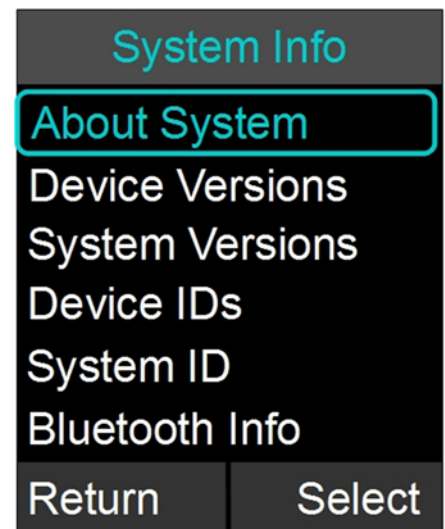 System Info
About System
Device Versions
System Versions
Device IDs
System ID
Bluetooth Info
Return Select